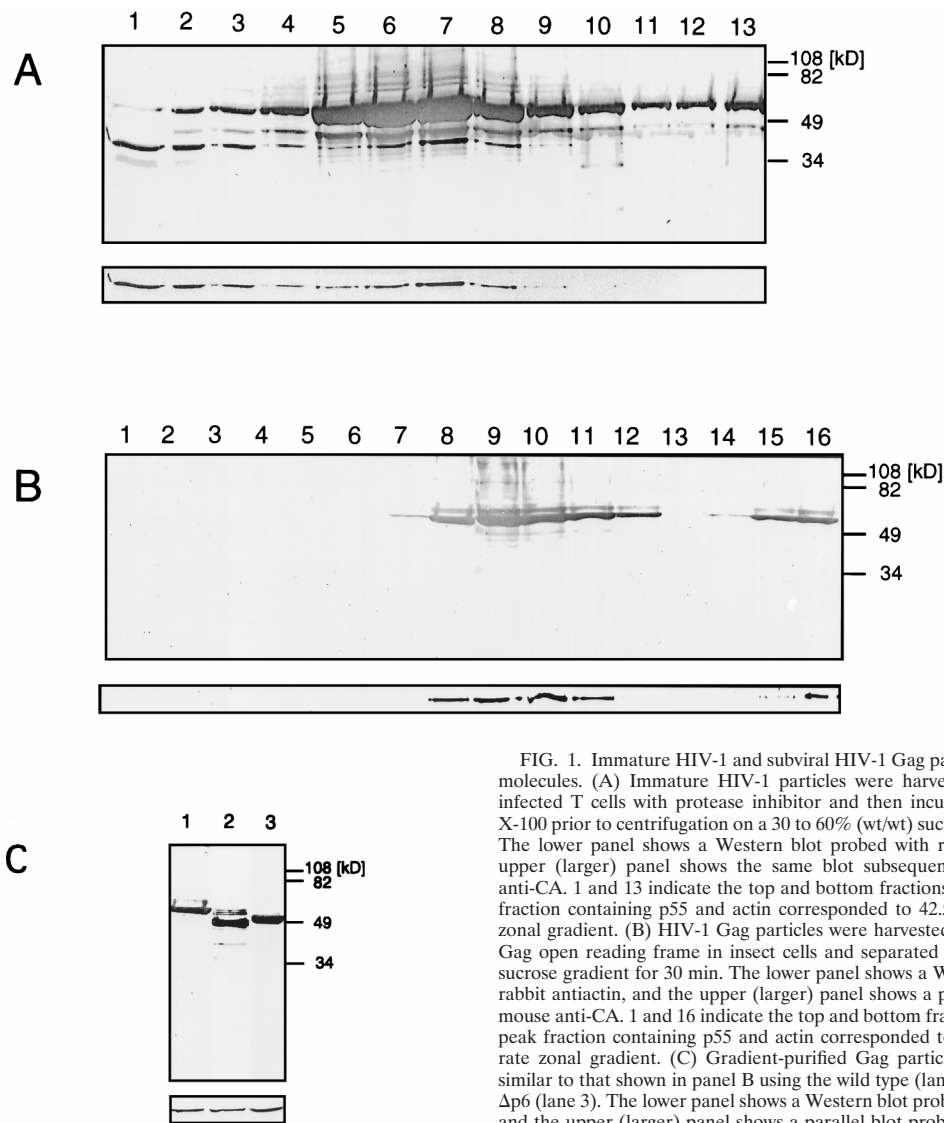 A
1 2 3 4 5 6 7 8 9 10 11 12 13
108 [kD]
82
49
34
B
1 2 3 4 5 6 7 8 9 10 11 12 13 14 15 16
108 [kD]
82
49
34
C
1 2 3
108 [kD]
82
49
34
FIG. 1. Immature HIV-1 and subviral HIV-1 Gag pa
molecules. (A) Immature HIV-1 particles were harve
infected T cells with protease inhibitor and then incu
X-100 prior to centrifugation on a 30 to 60% (wt/wt) suc
The lower panel shows a Western blot probed with r
upper (larger) panel shows the same blot subsequen
anti-CA. 1 and 13 indicate the top and bottom fractions
fraction containing p55 and actin corresponded to 42.
zonal gradient. (B) HIV-1 Gag particles were harvested
Gag open reading frame in insect cells and separated
sucrose gradient for 30 min. The lower panel shows a W
rabbit antiactin, and the upper (larger) panel shows a p
mouse anti-CA. 1 and 16 indicate the top and bottom fra
peak fraction containing p55 and actin corresponded t
rate zonal gradient. (C) Gradient-purified Gag partic
similar to that shown in panel B using the wild type (lan
Δp6 (lane 3). The lower panel shows a Western blot prob
and the upper (larger) panel shows a parallel blot probe